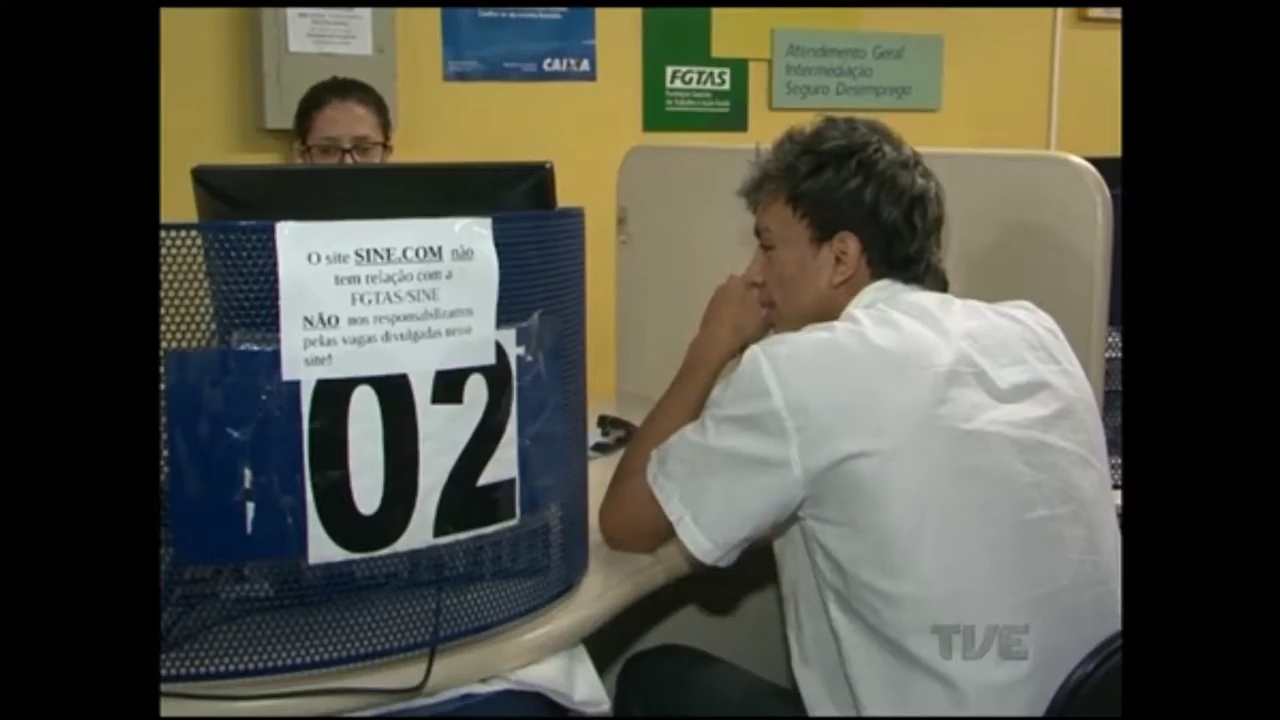 CAIXA
FGTAS
Atendimento Geral
Intermediação
Seguro Desemprego
O site SINE.COM não
tem relação com a
FGTAS/SINE
NÃO nos responsabilizamos
pelas vagas divulgadas nesse
site!
02
TVE